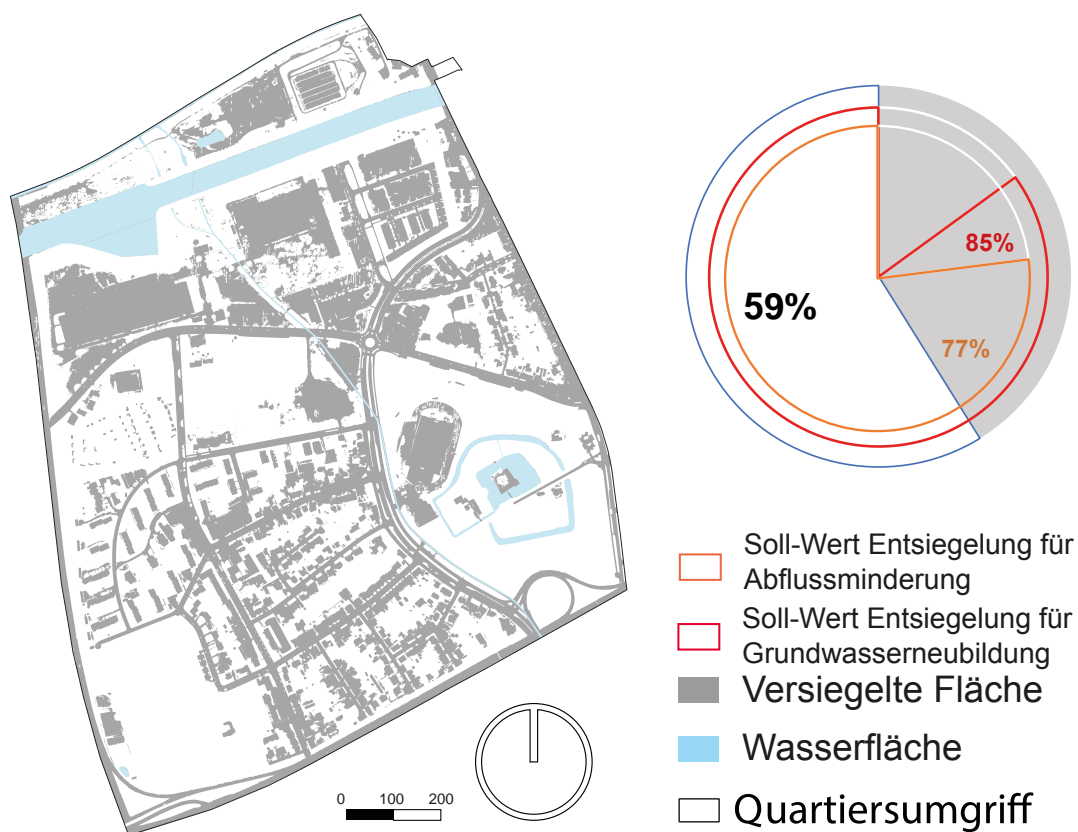 85%
59%
77%
Soll-Wert Entsiegelung für
Abflussminderung
Soll-Wert Entsiegelung für
Grundwasserneubildung
Versiegelte Fläche
Wasserfläche
Quartiersumgriff
0 100 200